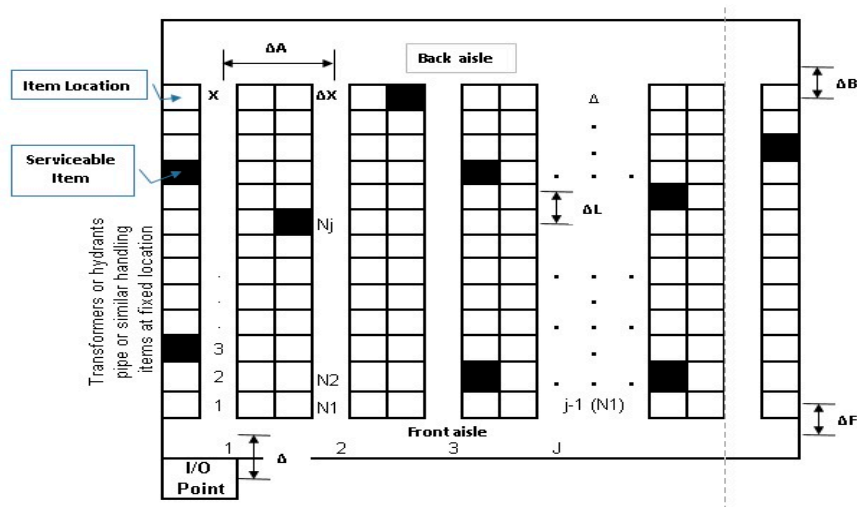 ΔA
Back aisle
ΔB
Item Location
X
ΔX
Δ
Serviceable
Item
ΔL
Nj
Transformers or hydrants
pipe or similar handling
items at fixed location
3
2
N2
1
N1
j-1 (N1)
ΔF
Front aisle
1
2
3
J
Δ
I/O
Point